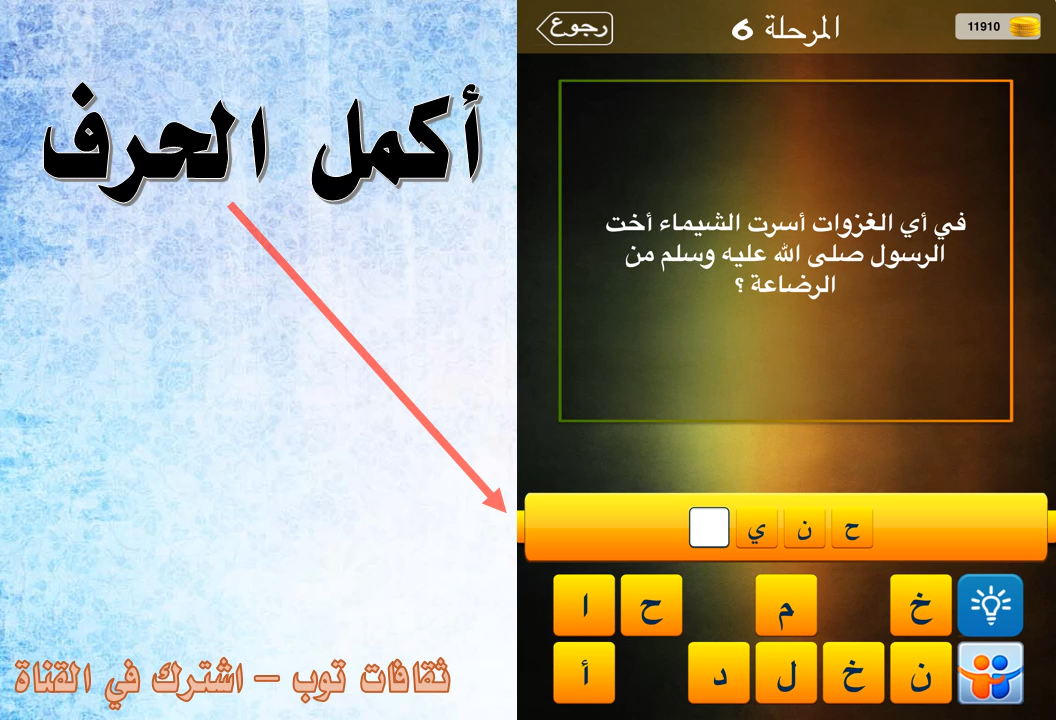 أكمل الحرف
ثقافات توب – اشترك في القناة
رجوع
المرحلة 6
11910
في أي الغزوات أسرت الشيماء أخت
الرسول صلى الله عليه وسلم من
الرضاعة ؟
ح ن ي
خ م ح ا
ن خ ل د أ